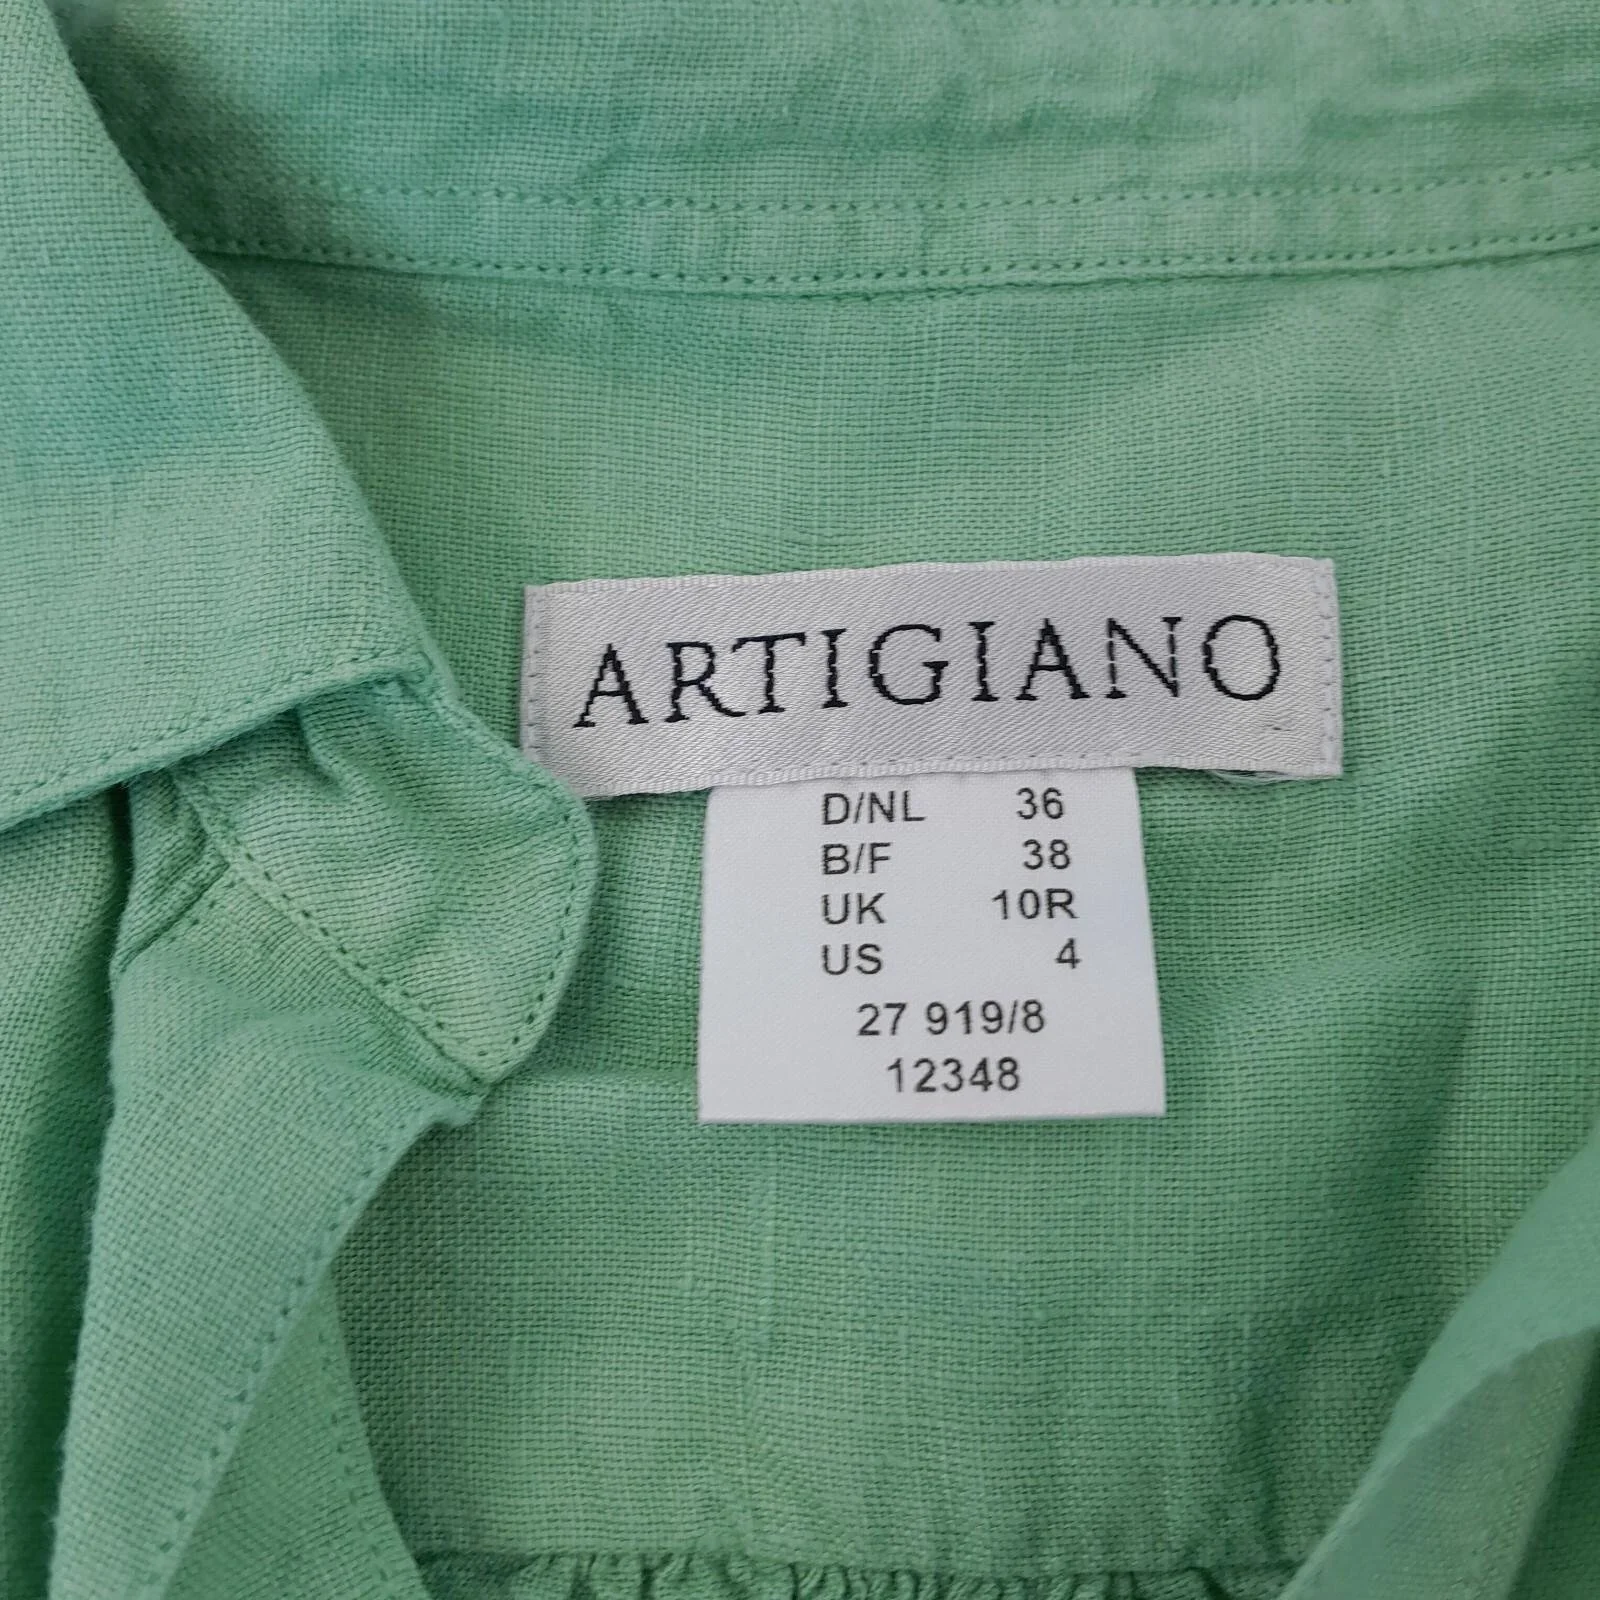 ARTIGIANO
D/NL 36
B/F 38
UK 10R
US 4
27 919/8
12348